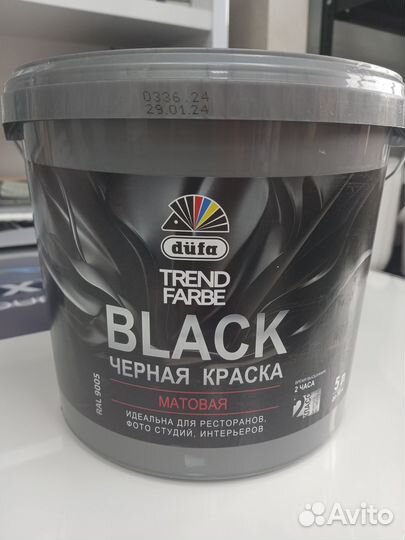 0336.24
29.01.24
düfa
TREND
FARBE
BLACK
ЧЕРНАЯ КРАСКА
МАТОВАЯ
ИДЕАЛЬНА ДЛЯ РЕСТОРАНОВ,
ФОТО СТУДИЙ, ИНТЕРЬЕРОВ
RAL 9005
2 ЧАСА
5 л
X
Avito